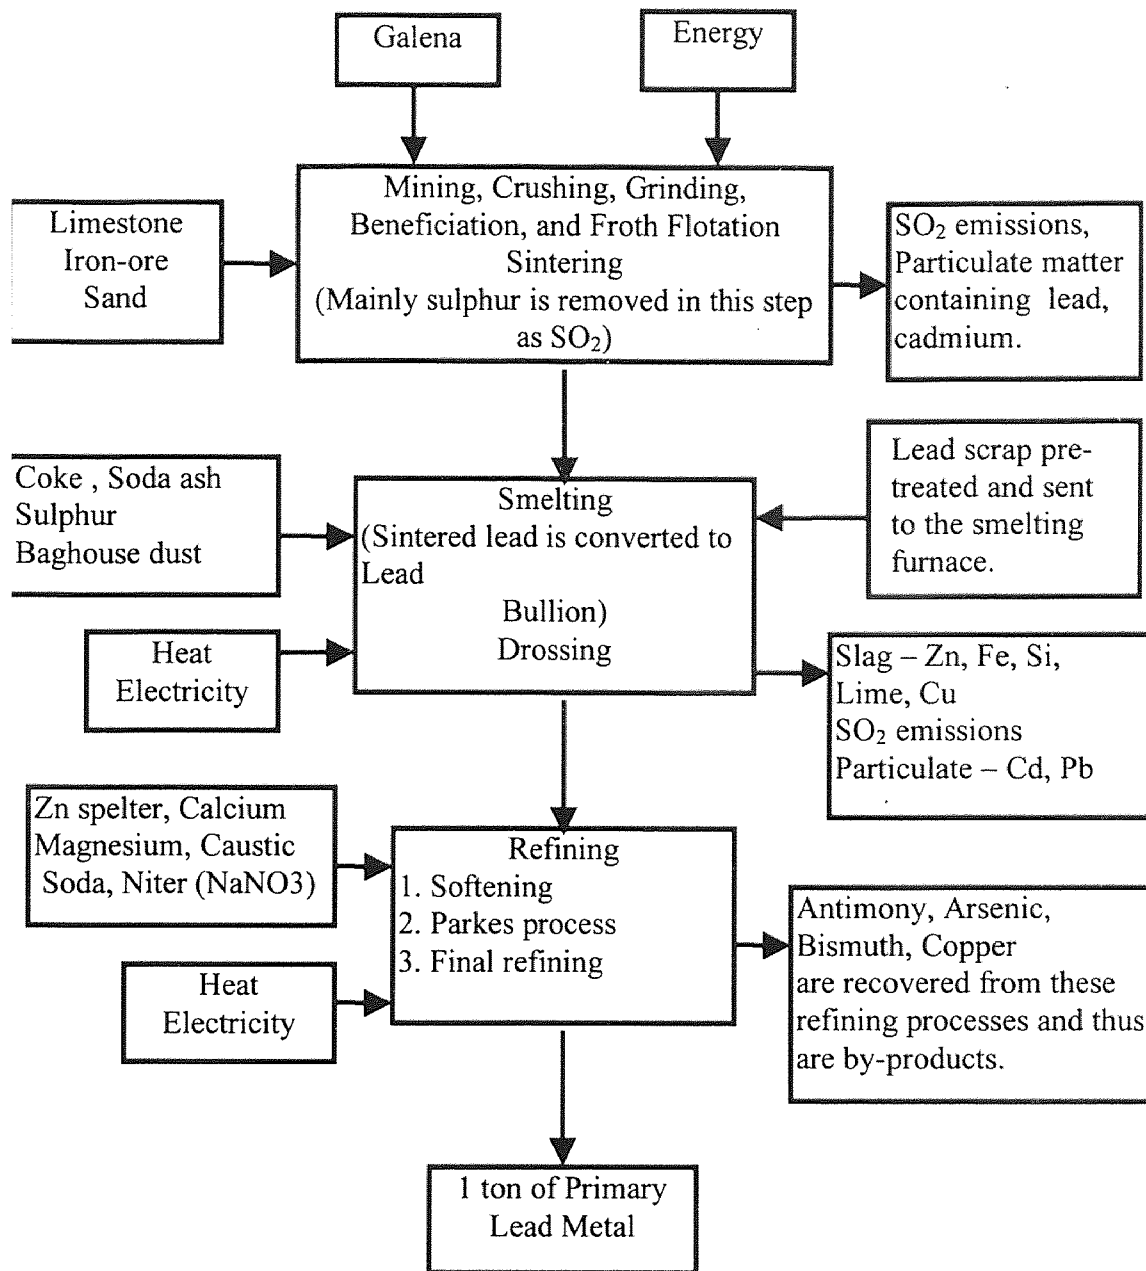 Galena
Energy
Mining, Crushing, Grinding,
Beneficiation, and Froth Flotation
Sintering
(Mainly sulphur is removed in this step
as SO₂)
Limestone
Iron-ore
Sand
SO₂ emissions,
Particulate matter
containing lead,
cadmium.
Coke , Soda ash
Sulphur
Baghouse dust
Smelting
(Sintered lead is converted to
Lead
Bullion)
Drossing
Lead scrap pre-
treated and sent
to the smelting
furnace.
Heat
Electricity
Slag – Zn, Fe, Si,
Lime, Cu
SO₂ emissions
Particulate – Cd, Pb
Zn spelter, Calcium
Magnesium, Caustic
Soda, Niter (NaNO3)
Refining
1. Softening
2. Parkes process
3. Final refining
Heat
Electricity
Antimony, Arsenic,
Bismuth, Copper
are recovered from these
refining processes and thus
are by-products.
1 ton of Primary
Lead Metal